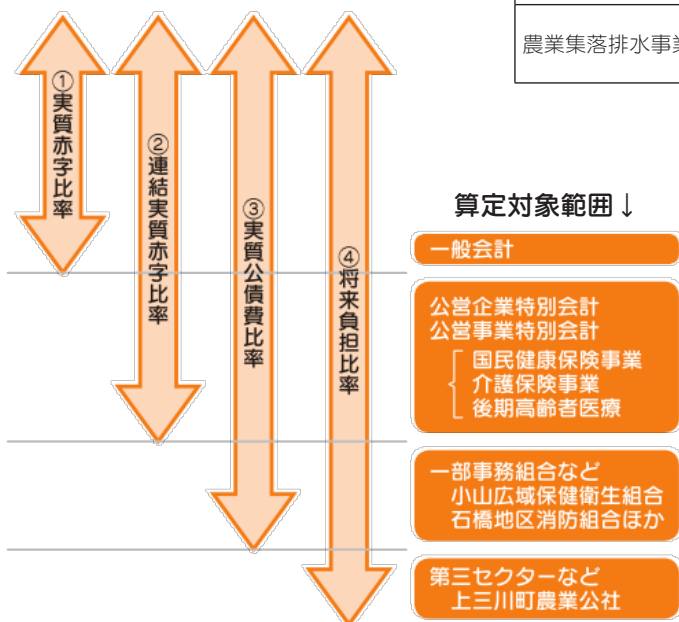 農業集落排水事業
①実質赤字比率
②連結実質赤字比率
③実質公債費比率
④将来負担比率
算定対象範囲↓
一般会計
公営企業特別会計
公営事業特別会計
国民健康保険事業
介護保険事業
後期高齢者医療
一部事務組合など
小山広域保健衛生組合
石橋地区消防組合ほか
第三セクターなど
上三川町農業公社